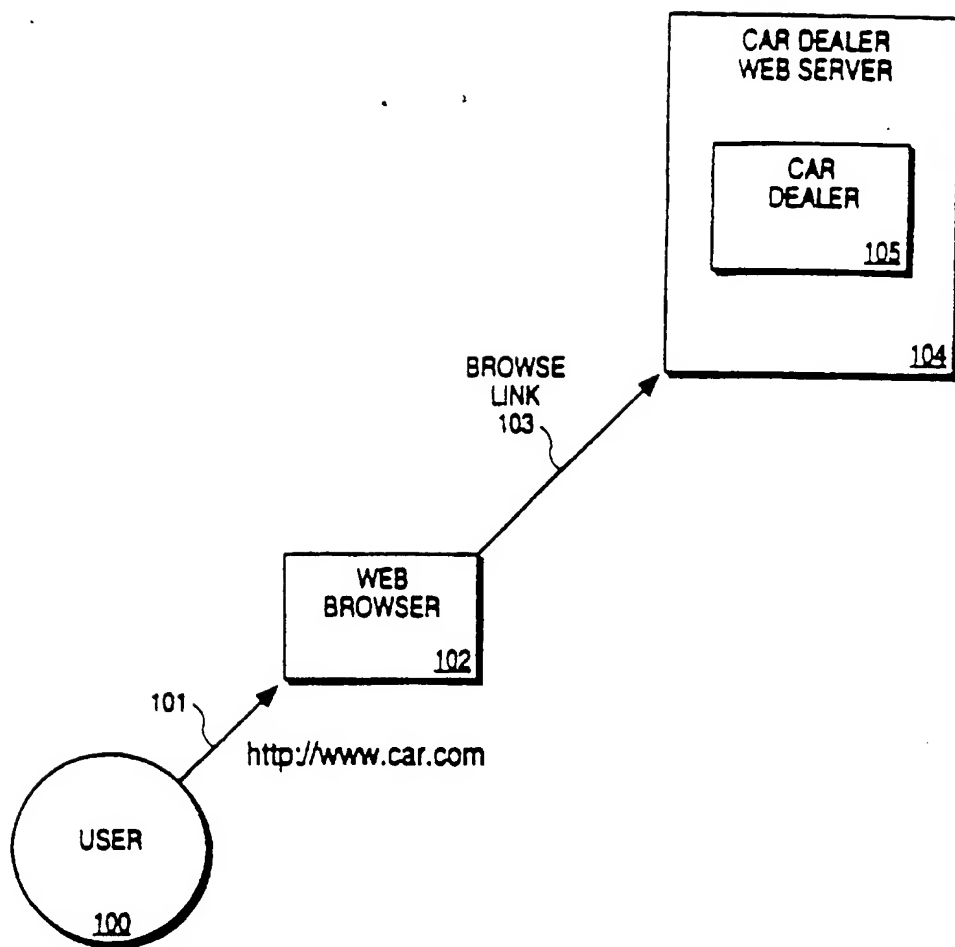 CAR DEALER
WEB SERVER
CAR
DEALER
105
104
BROWSE
LINK
103
WEB
BROWSER
102
101
http://www.car.com
USER
100